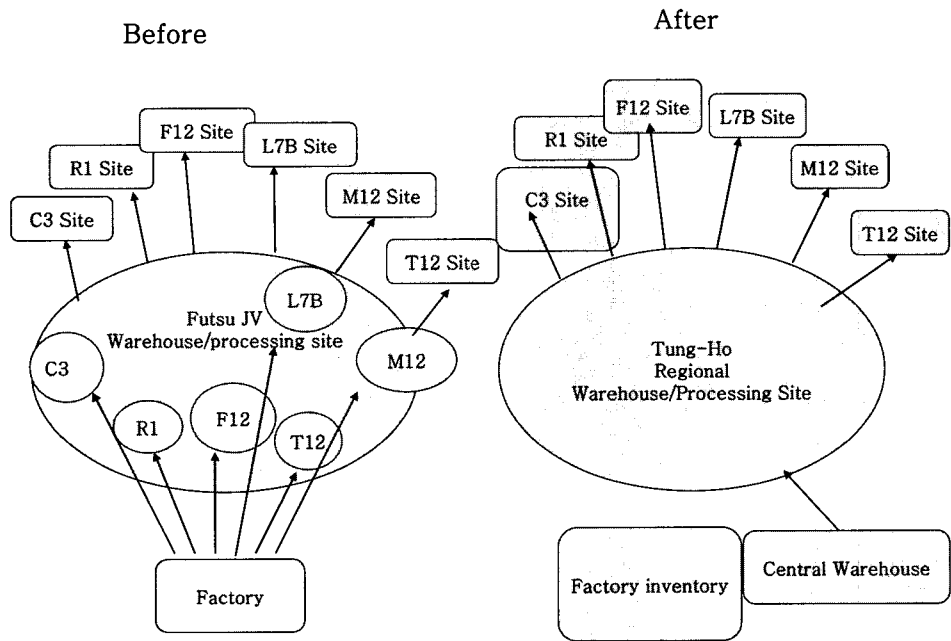 Before
F12 Site
L7B Site
R1 Site
M12 Site
C3 Site
T12 Site
L7B
Futsu JV
Warehouse/processing site
C3
M12
R1
F12
T12
Factory
After
F12 Site
L7B Site
R1 Site
M12 Site
C3 Site
T12 Site
Tung-Ho
Regional
Warehouse/Processing Site
Factory inventory
Central Warehouse